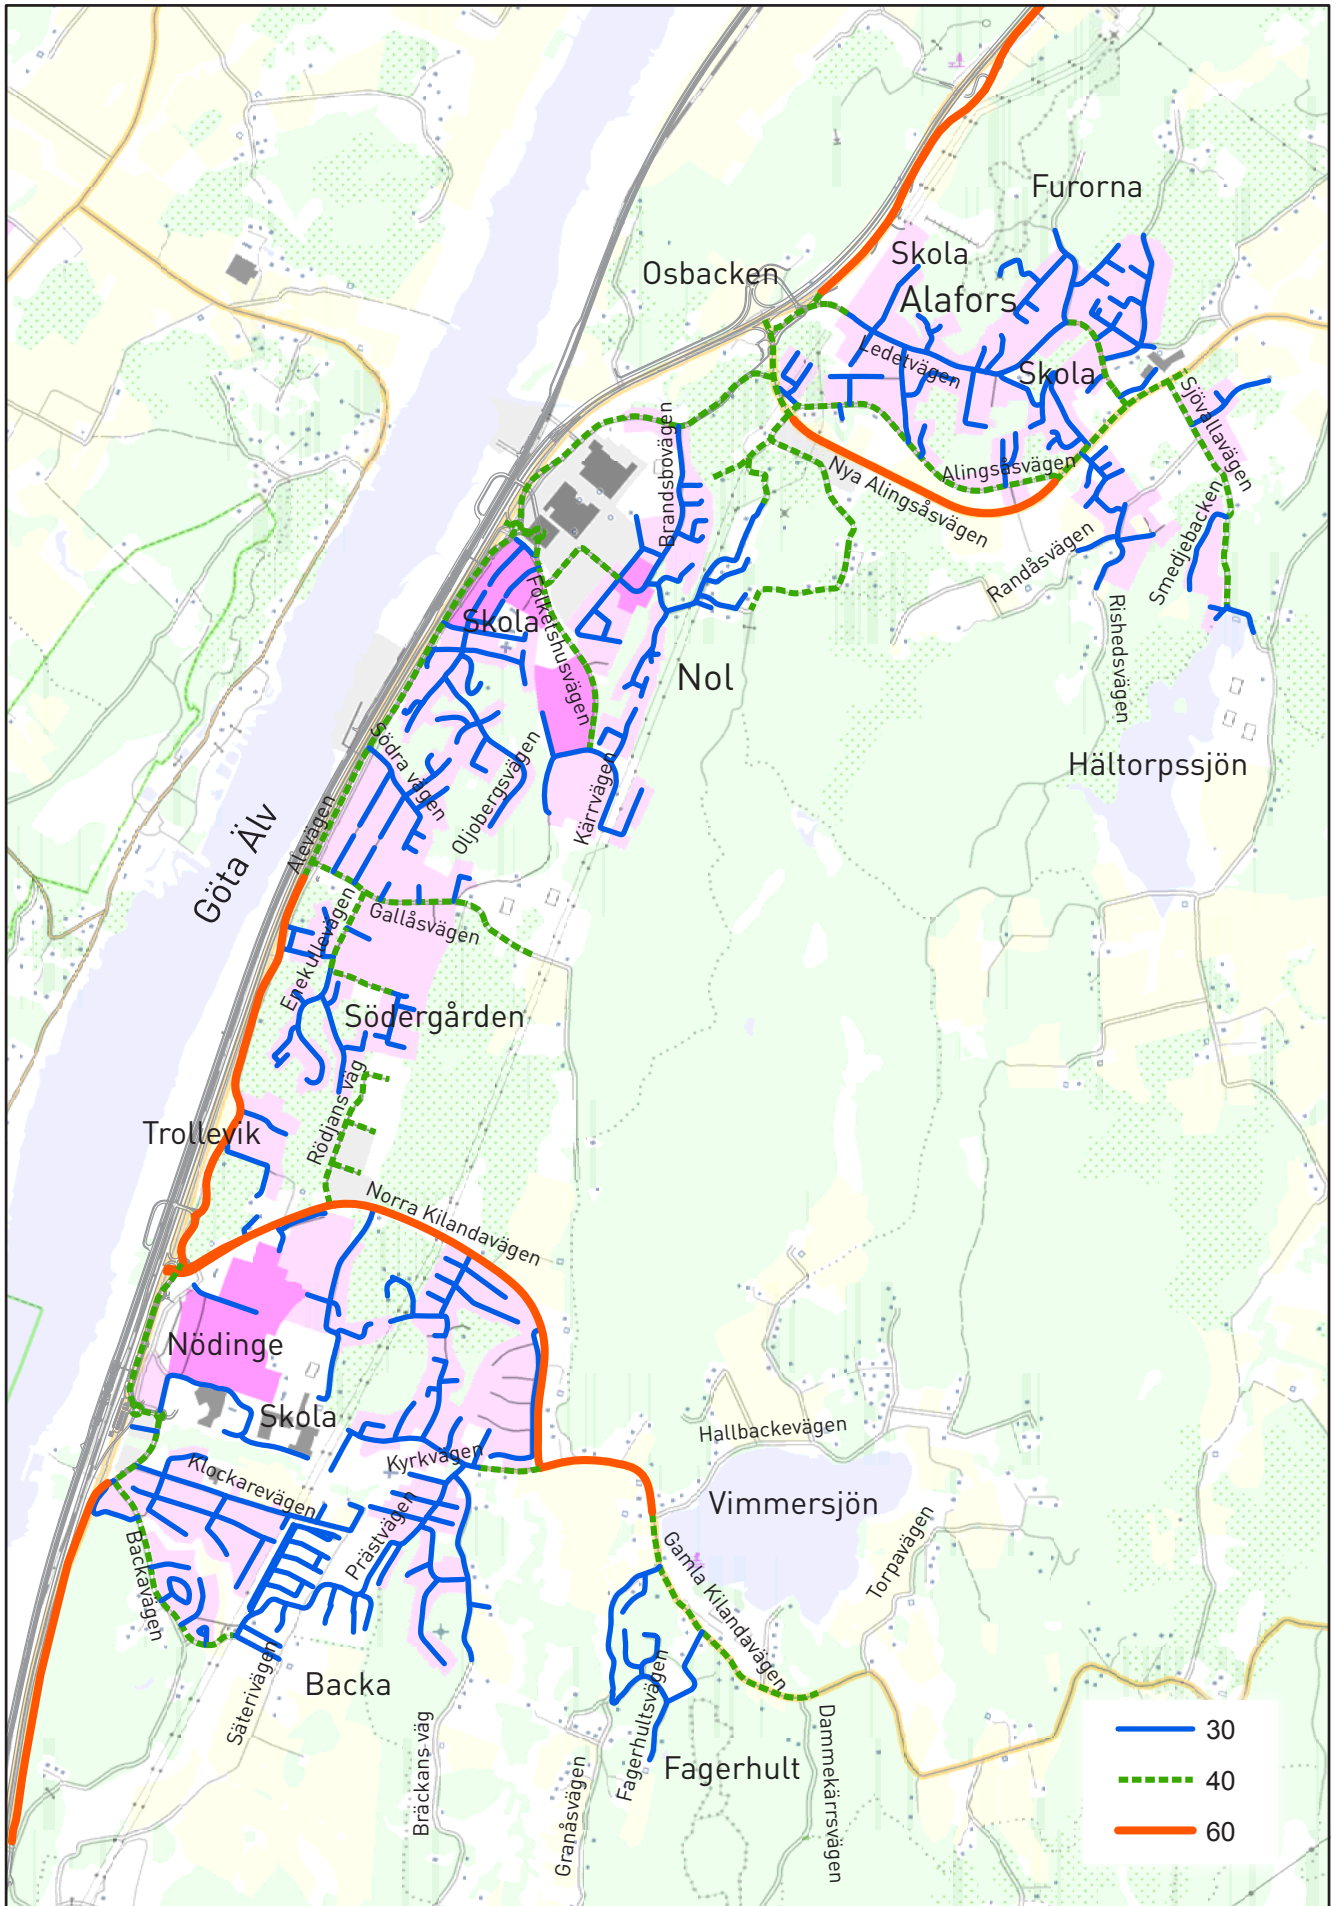 Furorna
Skola
Osbacken
Alafors
Ledetvägen
Skola
Sjövallavägen
Brandsbovägen
Alingsåsvägen
Nya Alingsåsvägen
Smedjebacken
Randåsvägen
Folketshusvägen
Skola
Rishedsvägen
Nol
Södra vägen
Oljobergsvägen
Hältorpssjön
Kärrvägen
Alevägen
Göta Älv
Gallåsvägen
Enekullevägen
Södergården
Rödjans väg
Trollevik
Norra Kilandavägen
Nödinge
Skola
Hallbackevägen
Kyrkvägen
Klockarevägen
Vimmersjön
Prästvägen
Backavägen
Torpavägen
Gamla Kilandavägen
Säterivägen
Backa
Fagerhultsvägen
Bräckans väg
Dammekärrsvägen
Fagerhult
Granåsvägen
30
40
60